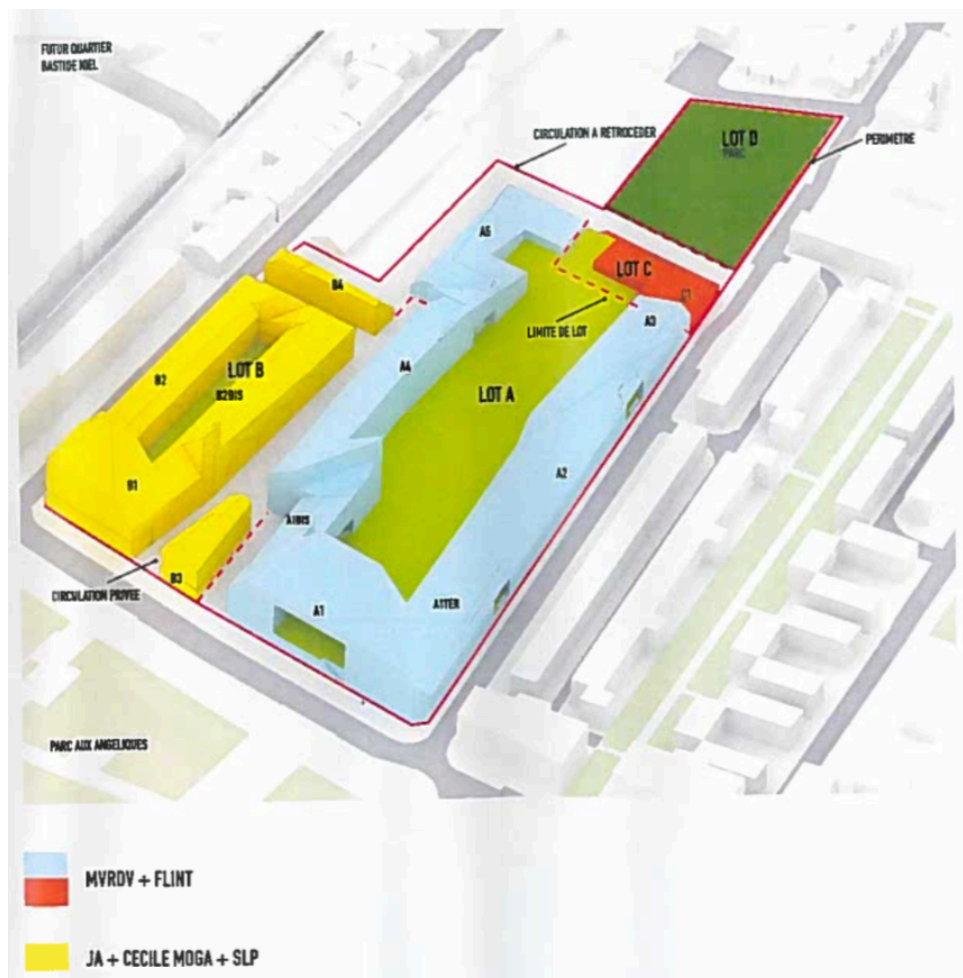 FUTUR QUARTIER
BASTIDE NIEL
CIRCULATION A RETROCEDER
LOT D
PARC
PERIMETRE
A5
LOT C
C1
B4
LIMITE DE LOT
A3
A4
B2
LOT B
B2BIS
LOT A
A2
B1
A1BIS
CIRCULATION PRIVEE
B3
A1
A1TER
PARC AUX ANGELIQUES
MVRDV + FLINT
JA + CECILE MOGA + SLP